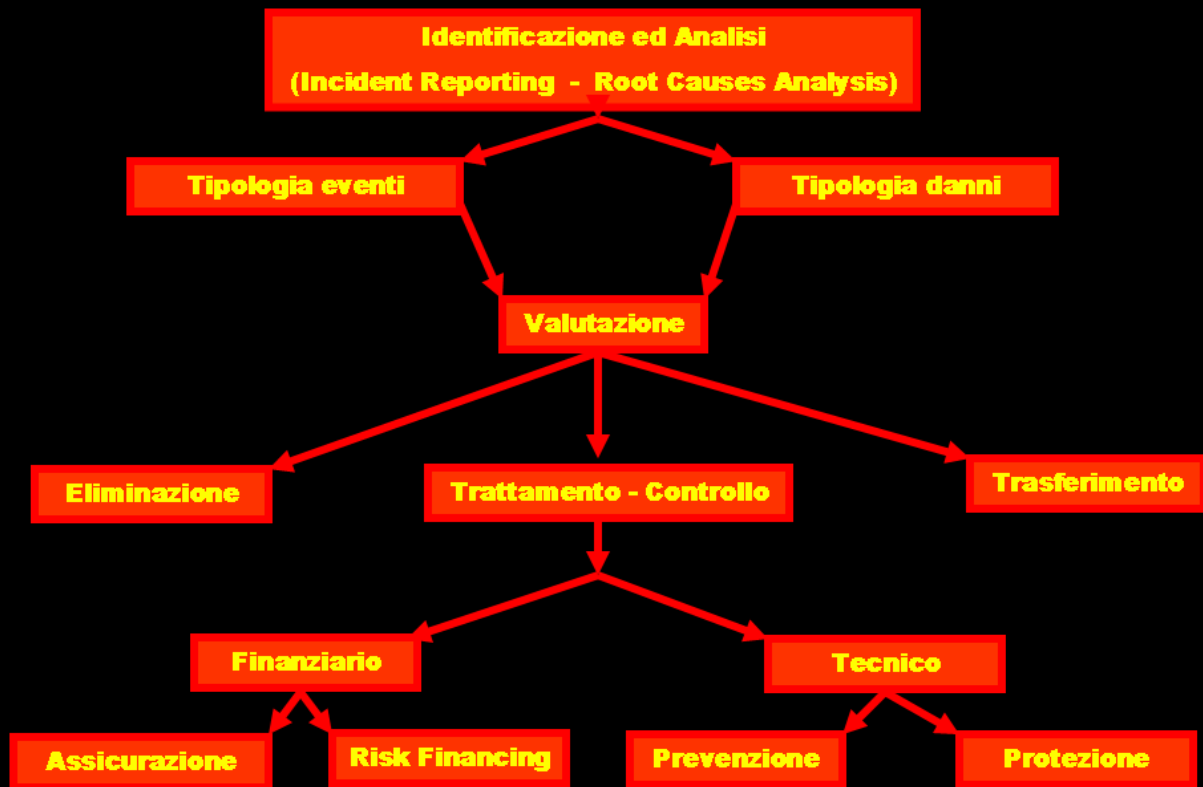 Identificazione ed Analisi
(Incident Reporting - Root Causes Analysis)
Tipologia eventi
Tipologia danni
Valutazione
Eliminazione
Trattamento - Controllo
Trasferimento
Finanziario
Tecnico
Assicurazione
Risk Financing
Prevenzione
Protezione